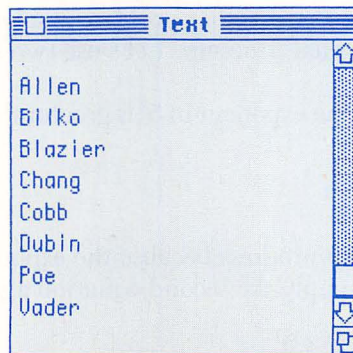 Text
Allen
Bilko
Blazier
Chang
Cobb
Dubin
Poe
Vader